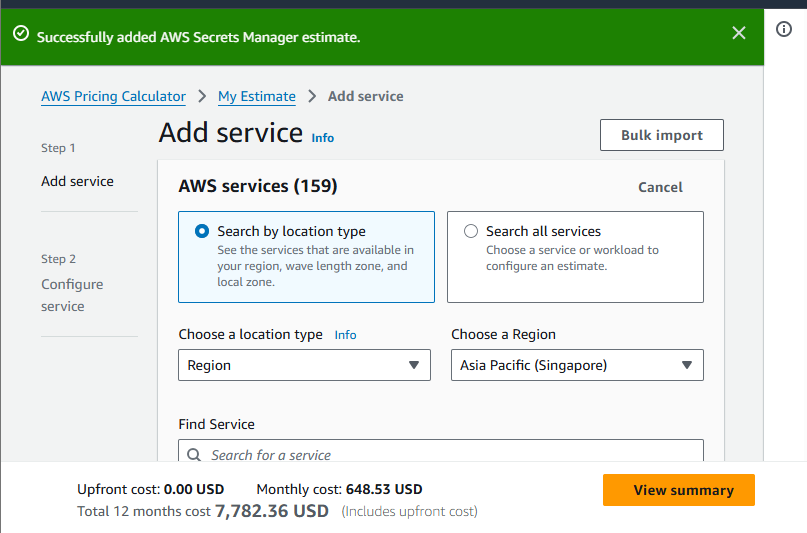 Successfully added AWS Secrets Manager estimate.
AWS Pricing Calculator > My Estimate > Add service
Step 1
Add service
Step 2
Configure
service
Add service Info
Bulk import
AWS services (159)
Cancel
Search by location type
See the services that are available in
your region, wave length zone, and
local zone.
Search all services
Choose a service or workload to
configure an estimate.
Choose a location type Info
Region
Choose a Region
Asia Pacific (Singapore)
Find Service
Search for a service
Upfront cost: 0.00 USD Monthly cost: 648.53 USD
Total 12 months cost 7,782.36 USD (Includes upfront cost)
View summary